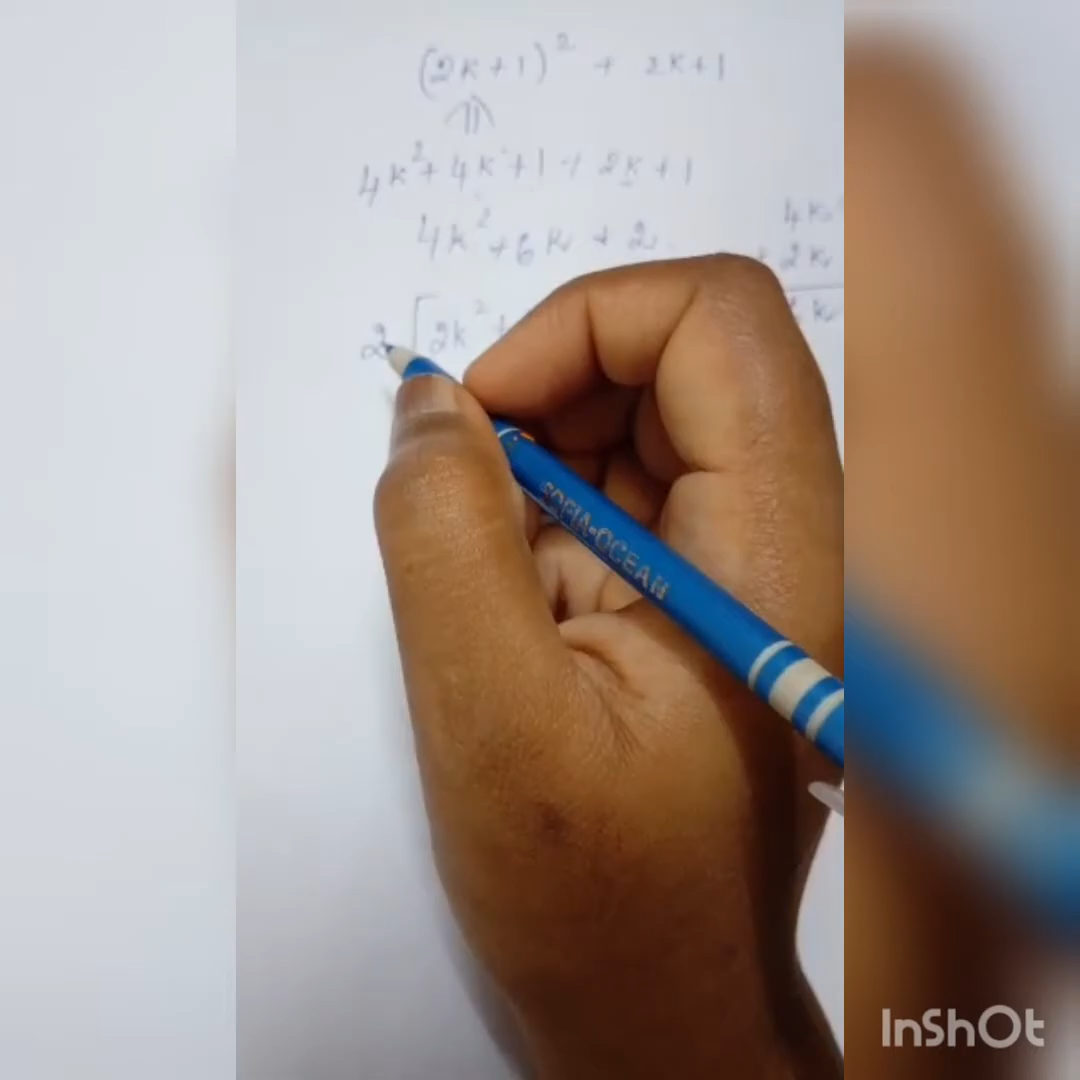 (2k+1)² + 2k+1
4k²+4k+1+2k+1
4k²+6k+2
4k
+ 2k
2[2k²+
SOFIA-OCEAN
InShOt